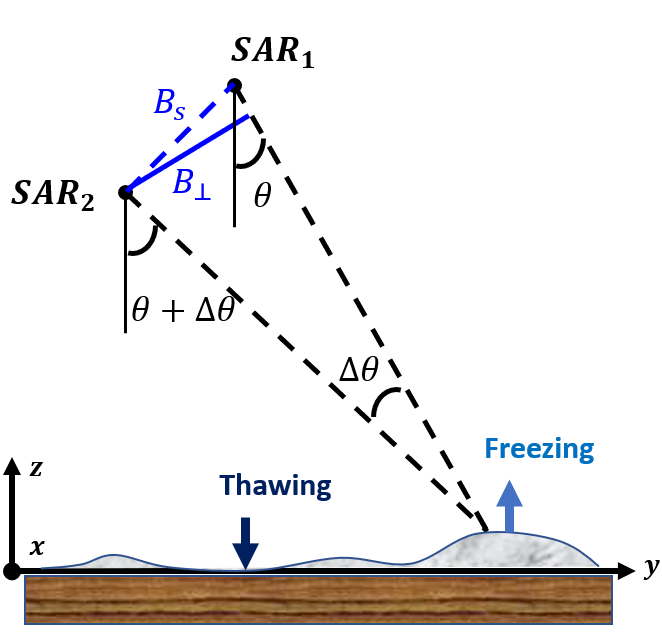 SAR₁
Bₛ
B⊥
SAR₂
θ
θ + Δθ
Δθ
Freezing
Thawing
z
x
y